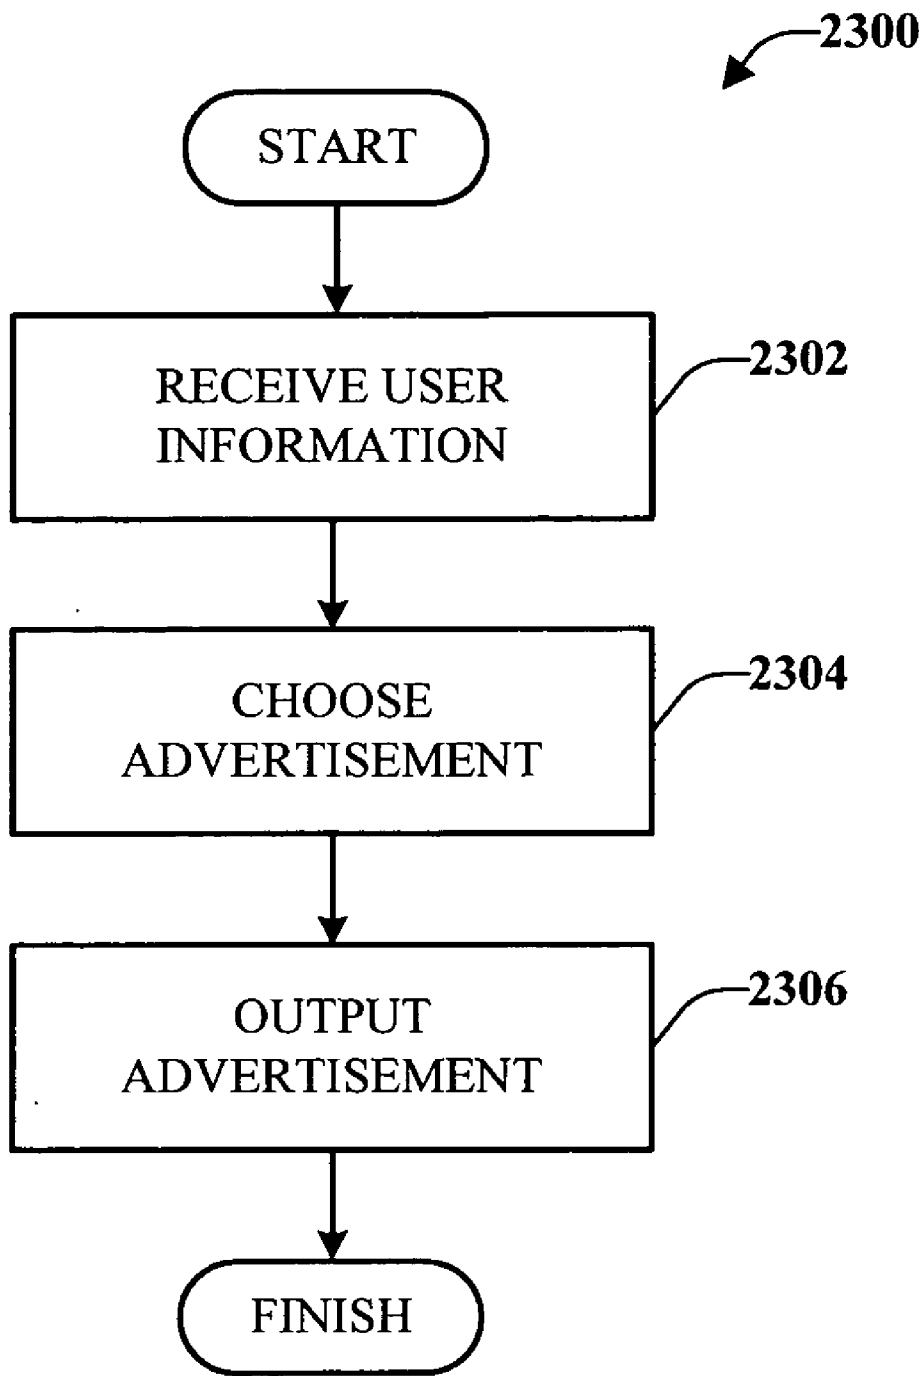 2300
START
RECEIVE USER
INFORMATION
2302
CHOOSE
ADVERTISEMENT
2304
OUTPUT
ADVERTISEMENT
2306
FINISH